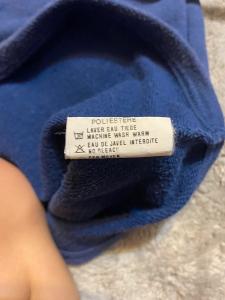 POLIESTERE
LAVER EAU TIEDE
MACHINE WASH WARM
EAU DE JAVEL INTERDITE
NO BLEACH